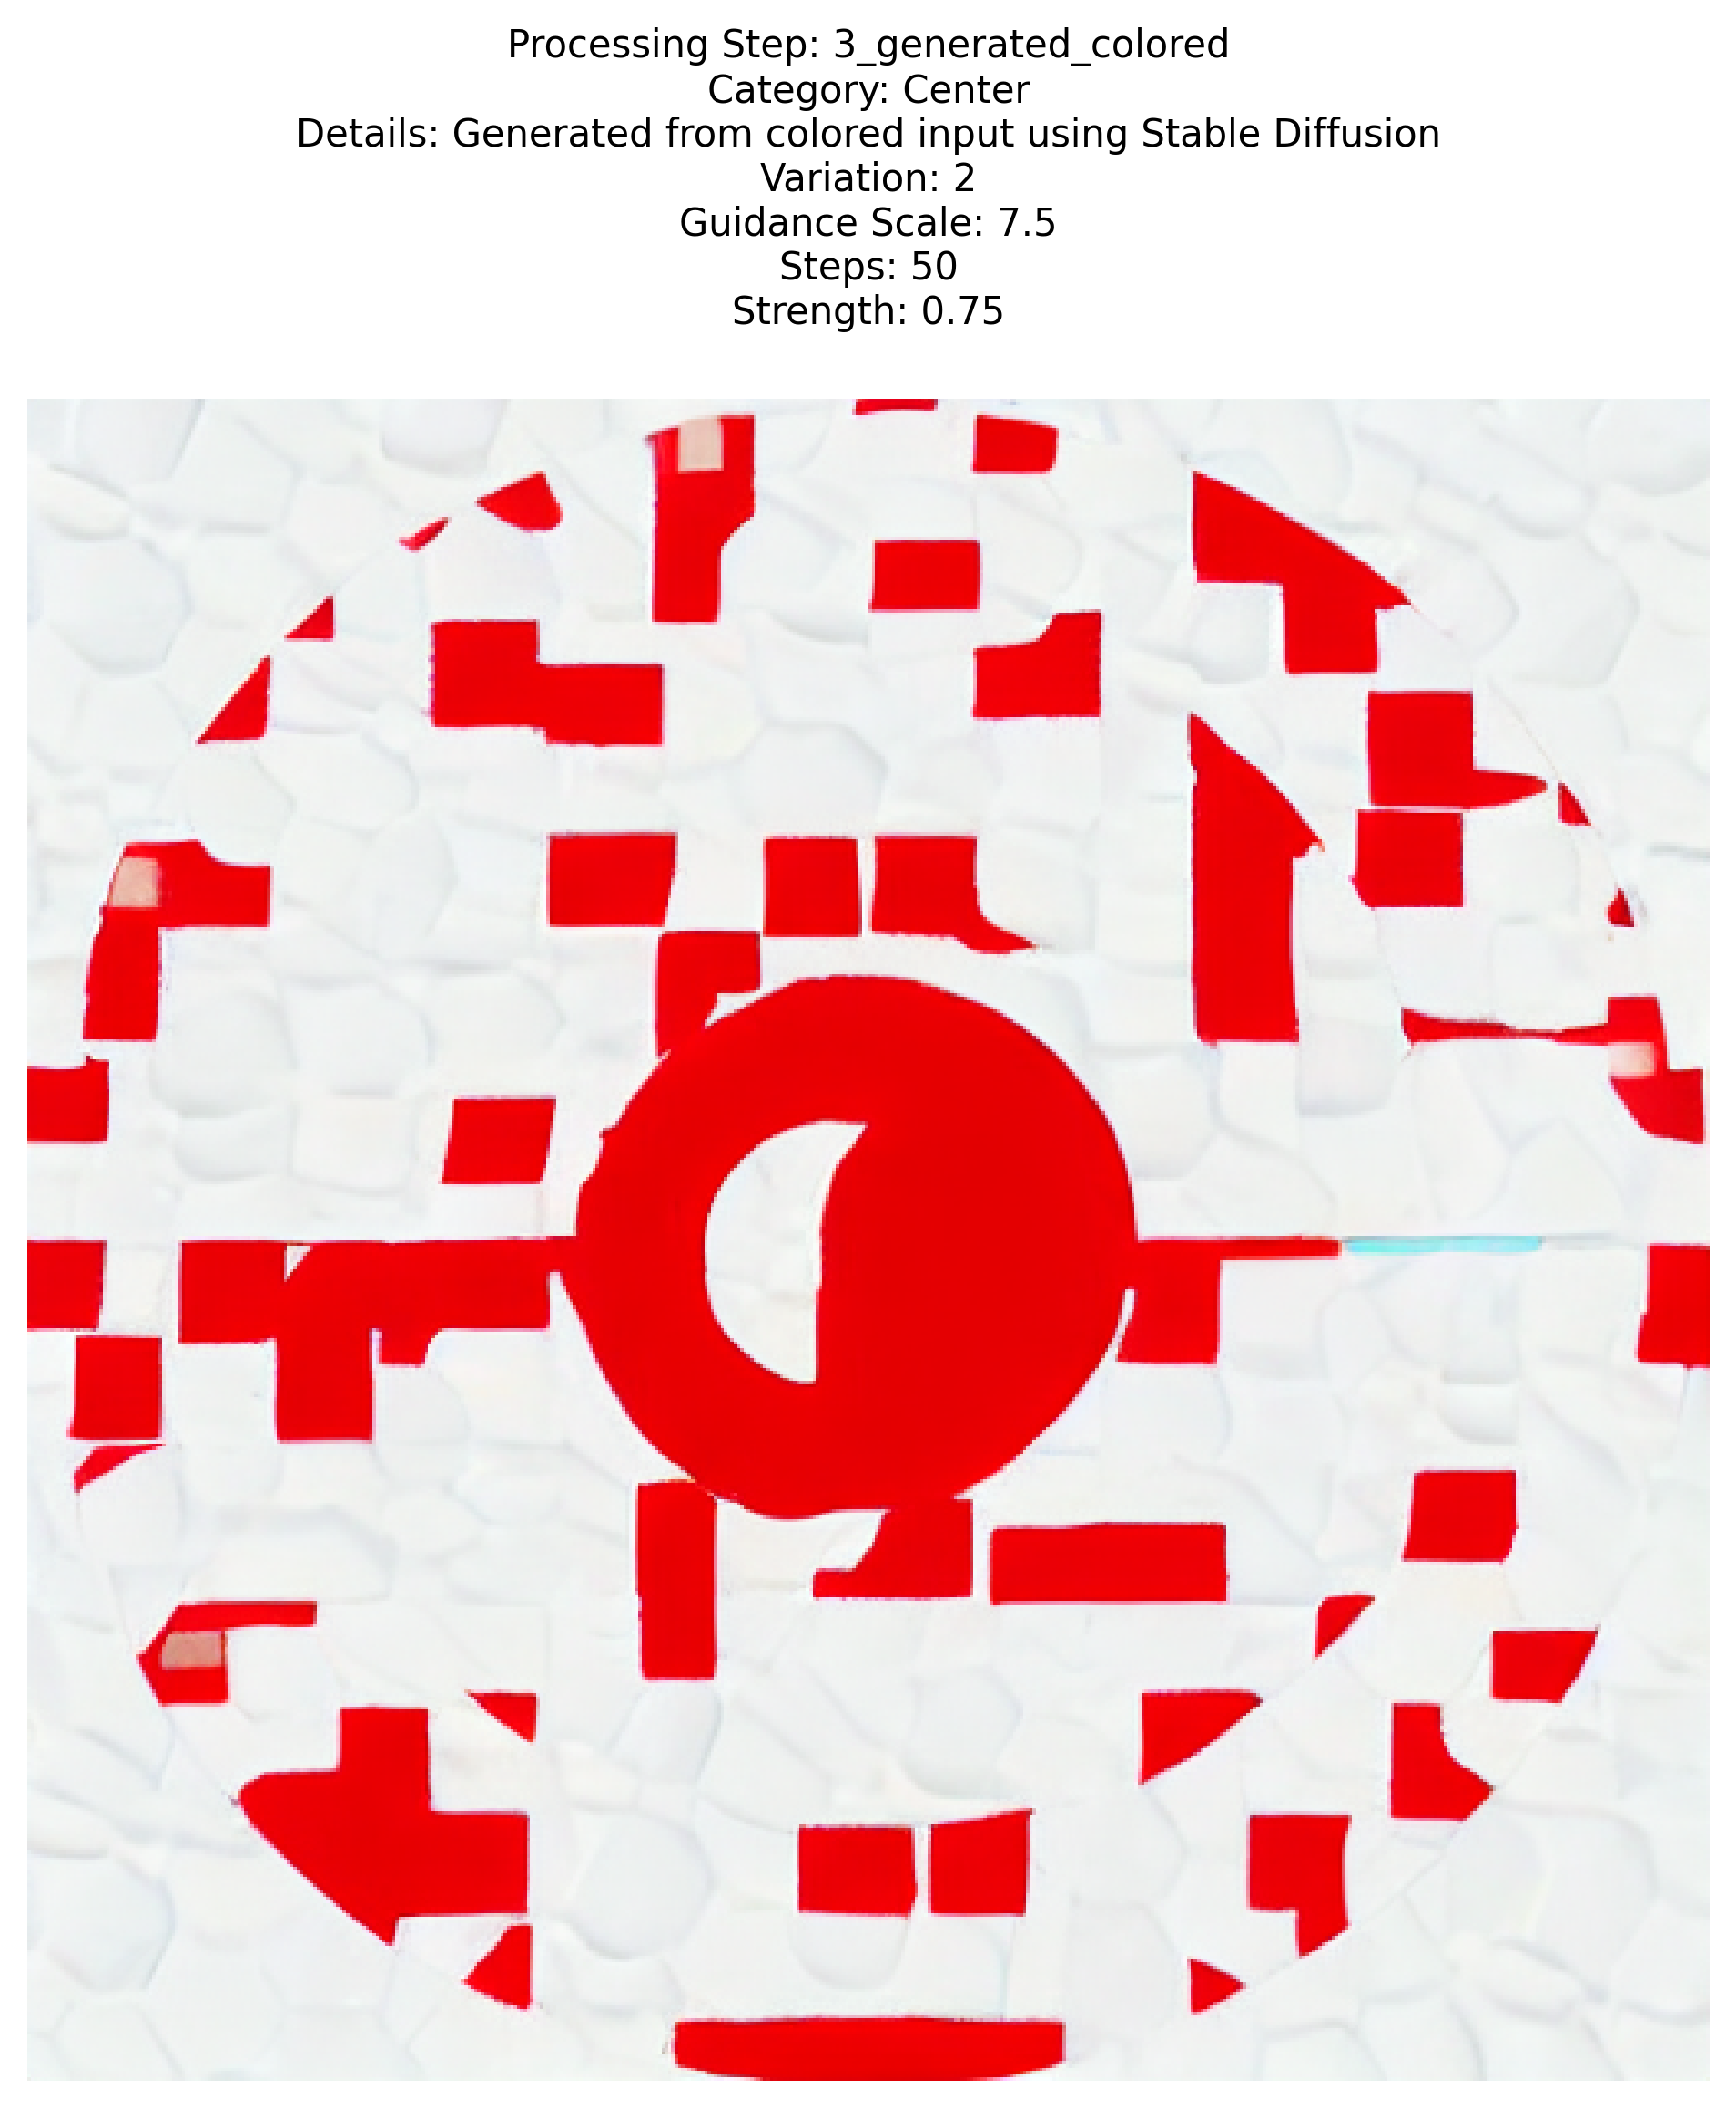 Processing Step: 3_generated_colored
Category: Center
Details: Generated from colored input using Stable Diffusion
Variation: 2
Guidance Scale: 7.5
Steps: 50
Strength: 0.75